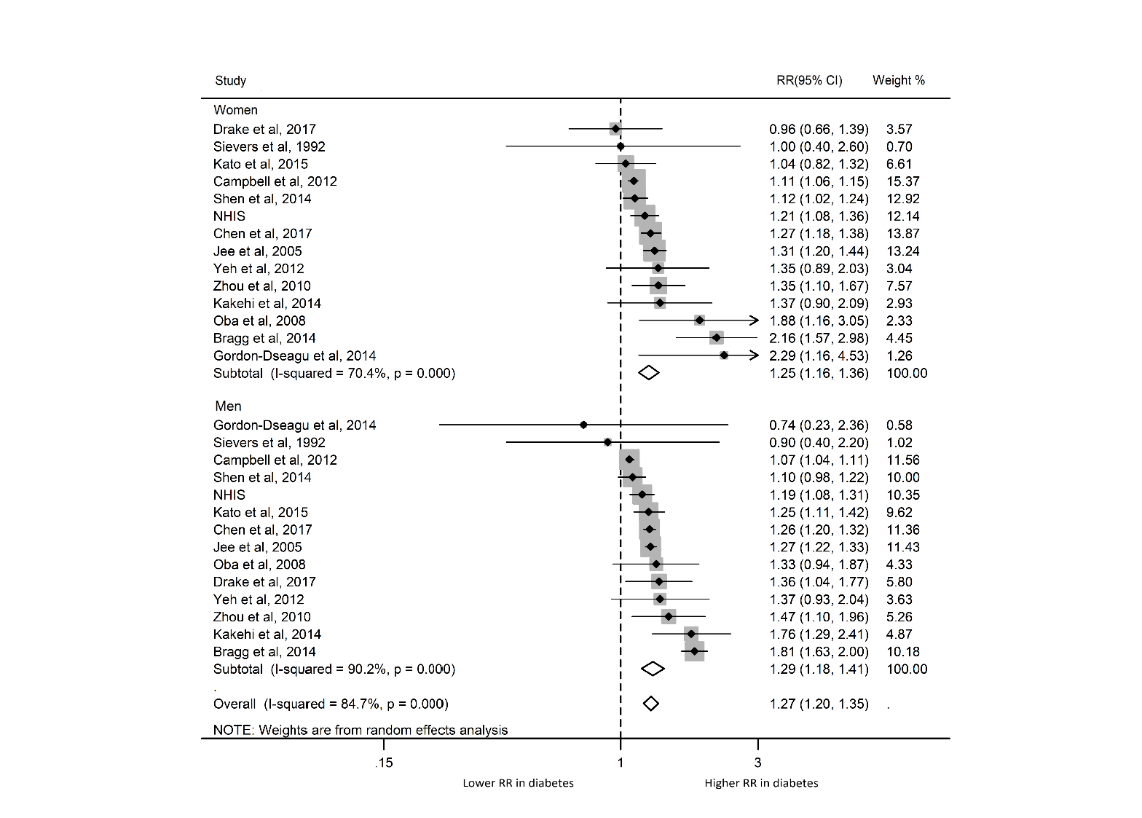 Study RR(95% CI) Weight %
Women
Drake et al, 2017 0.96 (0.66, 1.39) 3.57
Sievers et al, 1992 1.00 (0.40, 2.60) 0.70
Kato et al, 2015 1.04 (0.82, 1.32) 6.61
Campbell et al, 2012 1.11 (1.06, 1.15) 15.37
Shen et al, 2014 1.12 (1.02, 1.24) 12.92
NHIS 1.21 (1.08, 1.36) 12.14
Chen et al, 2017 1.27 (1.18, 1.38) 13.87
Jee et al, 2005 1.31 (1.20, 1.44) 13.24
Yeh et al, 2012 1.35 (0.89, 2.03) 3.04
Zhou et al, 2010 1.35 (1.10, 1.67) 7.57
Kakehi et al, 2014 1.37 (0.90, 2.09) 2.93
Oba et al, 2008 1.88 (1.16, 3.05) 2.33
Bragg et al, 2014 2.16 (1.57, 2.98) 4.45
Gordon-Dseagu et al, 2014 2.29 (1.16, 4.53) 1.26
Subtotal (I-squared = 70.4%, p = 0.000) 1.25 (1.16, 1.36) 100.00
Men
Gordon-Dseagu et al, 2014 0.74 (0.23, 2.36) 0.58
Sievers et al, 1992 0.90 (0.40, 2.20) 1.02
Campbell et al, 2012 1.07 (1.04, 1.11) 11.56
Shen et al, 2014 1.10 (0.98, 1.22) 10.00
NHIS 1.19 (1.08, 1.31) 10.35
Kato et al, 2015 1.25 (1.11, 1.42) 9.62
Chen et al, 2017 1.26 (1.20, 1.32) 11.36
Jee et al, 2005 1.27 (1.22, 1.33) 11.43
Oba et al, 2008 1.33 (0.94, 1.87) 4.33
Drake et al, 2017 1.36 (1.04, 1.77) 5.80
Yeh et al, 2012 1.37 (0.93, 2.04) 3.63
Zhou et al, 2010 1.47 (1.10, 1.96) 5.26
Kakehi et al, 2014 1.76 (1.29, 2.41) 4.87
Bragg et al, 2014 1.81 (1.63, 2.00) 10.18
Subtotal (I-squared = 90.2%, p = 0.000) 1.29 (1.18, 1.41) 100.00
.
Overall (I-squared = 84.7%, p = 0.000) 1.27 (1.20, 1.35) .
NOTE: Weights are from random effects analysis
.15 1 3
Lower RR in diabetes Higher RR in diabetes